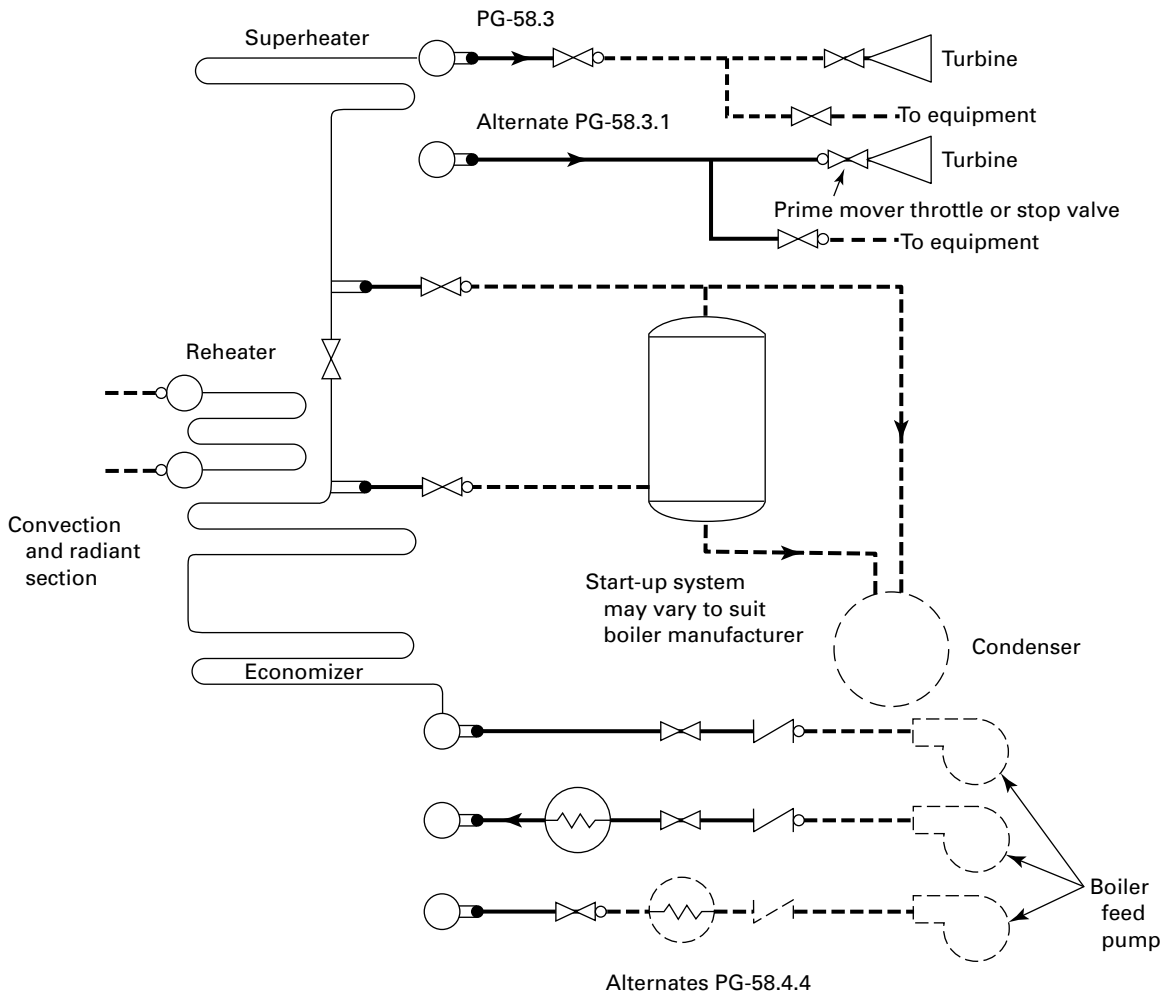 PG-58.3
Superheater
Turbine
To equipment
Alternate PG-58.3.1
Turbine
Prime mover throttle or stop valve
To equipment
Reheater
Convection
and radiant
section
Start-up system
may vary to suit
boiler manufacturer
Condenser
Economizer
Boiler
feed
pump
Alternates PG-58.4.4